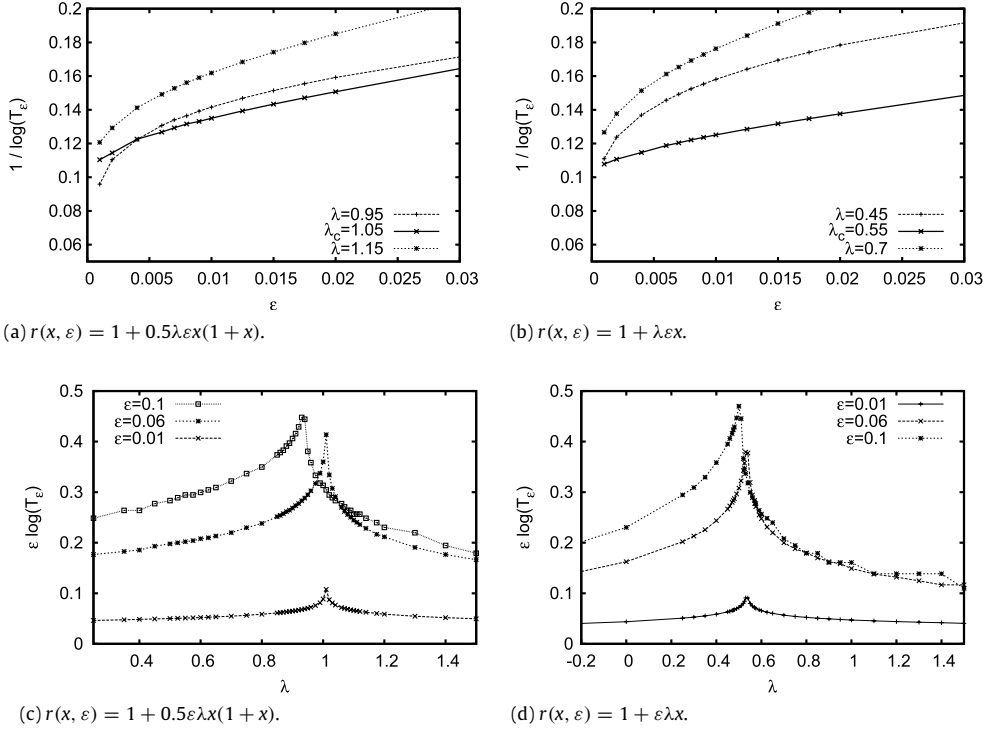 0.2
0.18
0.16
0.14
0.12
0.1
0.08
0.06
1 / log(T_ε)
0 0.005 0.01 0.015 0.02 0.025 0.03
ε
λ=0.95
λ_c=1.05
λ=1.15
(a) r(x, ε) = 1 + 0.5λεx(1 + x).
0.2
0.18
0.16
0.14
0.12
0.1
0.08
0.06
1 / log(T_ε)
0 0.005 0.01 0.015 0.02 0.025 0.03
ε
λ=0.45
λ_c=0.55
λ=0.7
(b) r(x, ε) = 1 + λεx.
0.5
0.4
0.3
0.2
0.1
0
ε log(T_ε)
0.4 0.6 0.8 1 1.2 1.4
λ
ε=0.1
ε=0.06
ε=0.01
(c) r(x, ε) = 1 + 0.5ελx(1 + x).
0.5
0.4
0.3
0.2
0.1
0
ε log(T_ε)
-0.2 0 0.2 0.4 0.6 0.8 1 1.2 1.4
λ
ε=0.01
ε=0.06
ε=0.1
(d) r(x, ε) = 1 + ελx.